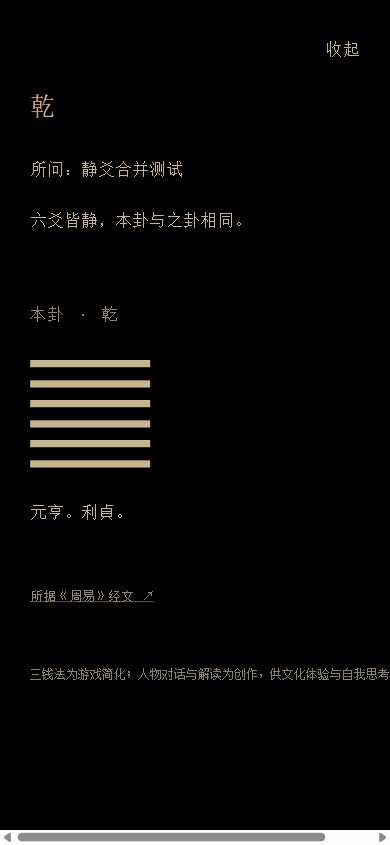 收起
乾
所问：静爻合并测试
六爻皆静，本卦与之卦相同。
本卦 · 乾
元亨。利貞。
所据《周易》经文 ↗
三钱法为游戏简化；人物对话与解读为创作，供文化体验与自我思考